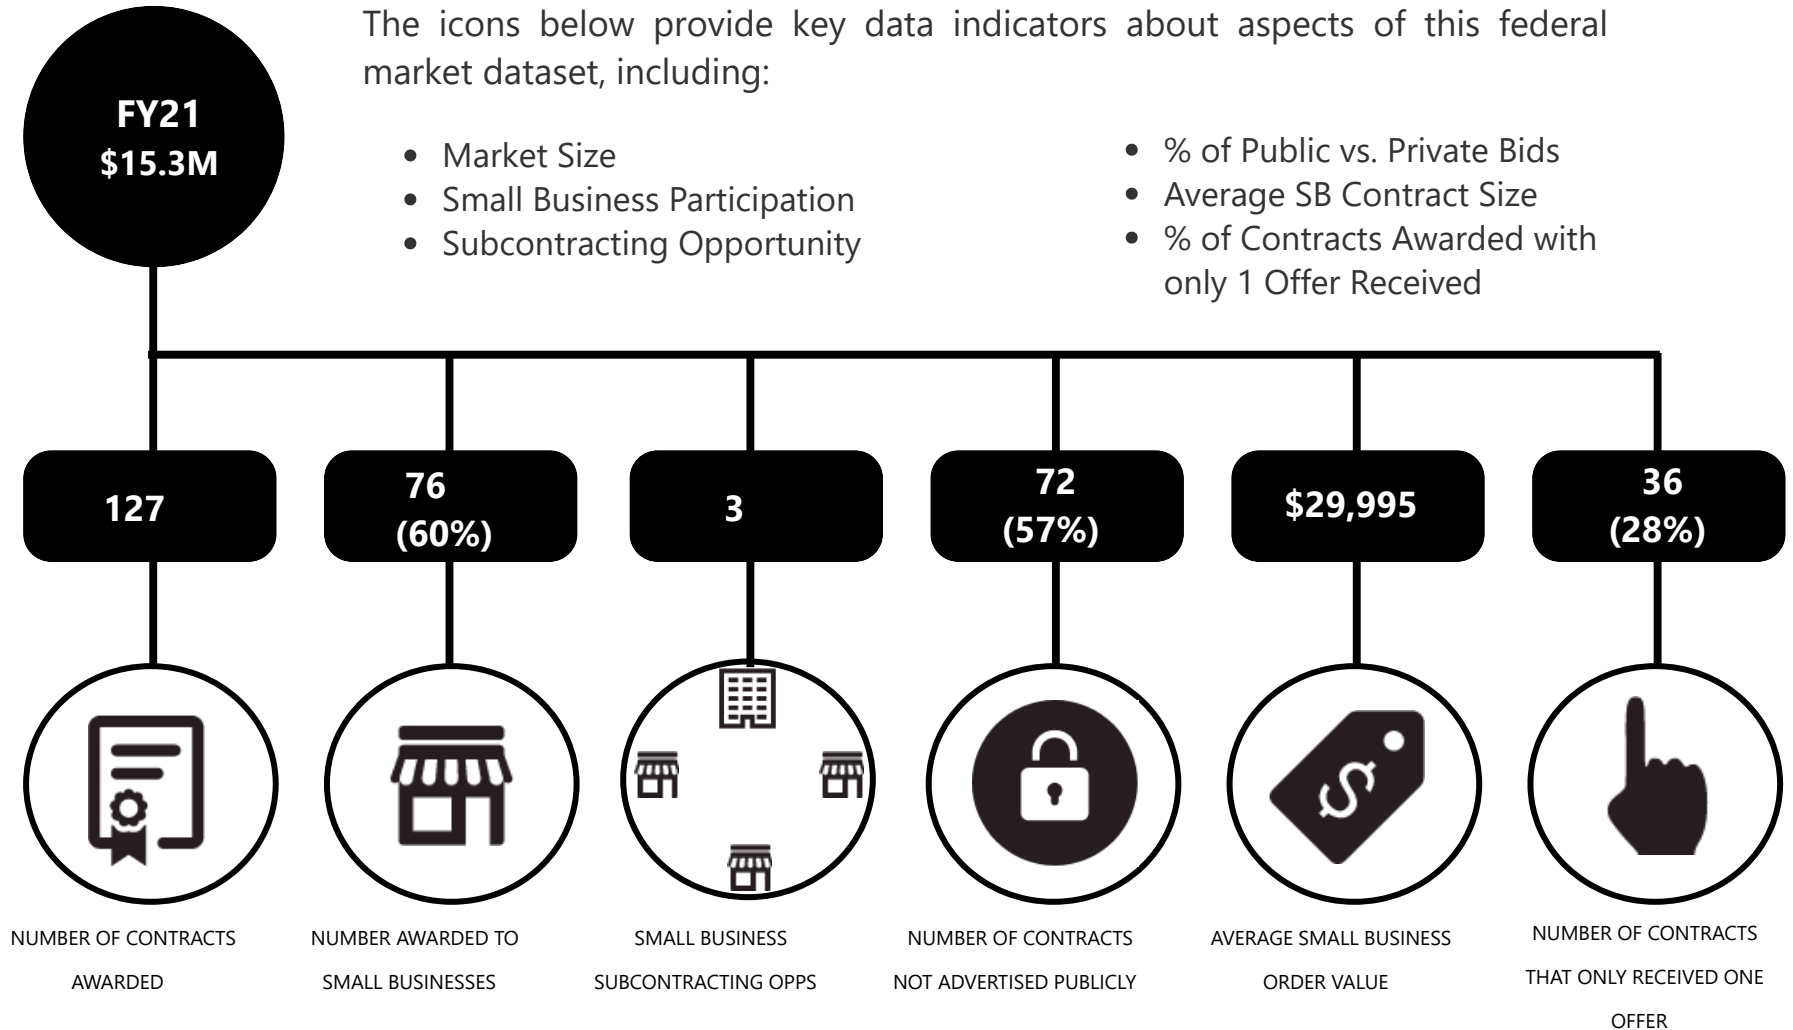 FY21
$15.3M
The icons below provide key data indicators about aspects of this federal
market dataset, including:
• Market Size
• Small Business Participation
• Subcontracting Opportunity
• % of Public vs. Private Bids
• Average SB Contract Size
• % of Contracts Awarded with
only 1 Offer Received
127
76
(60%)
3
72
(57%)
$29,995
36
(28%)
NUMBER OF CONTRACTS
AWARDED
NUMBER AWARDED TO
SMALL BUSINESSES
SMALL BUSINESS
SUBCONTRACTING OPPS
NUMBER OF CONTRACTS
NOT ADVERTISED PUBLICLY
AVERAGE SMALL BUSINESS
ORDER VALUE
NUMBER OF CONTRACTS
THAT ONLY RECEIVED ONE
OFFER